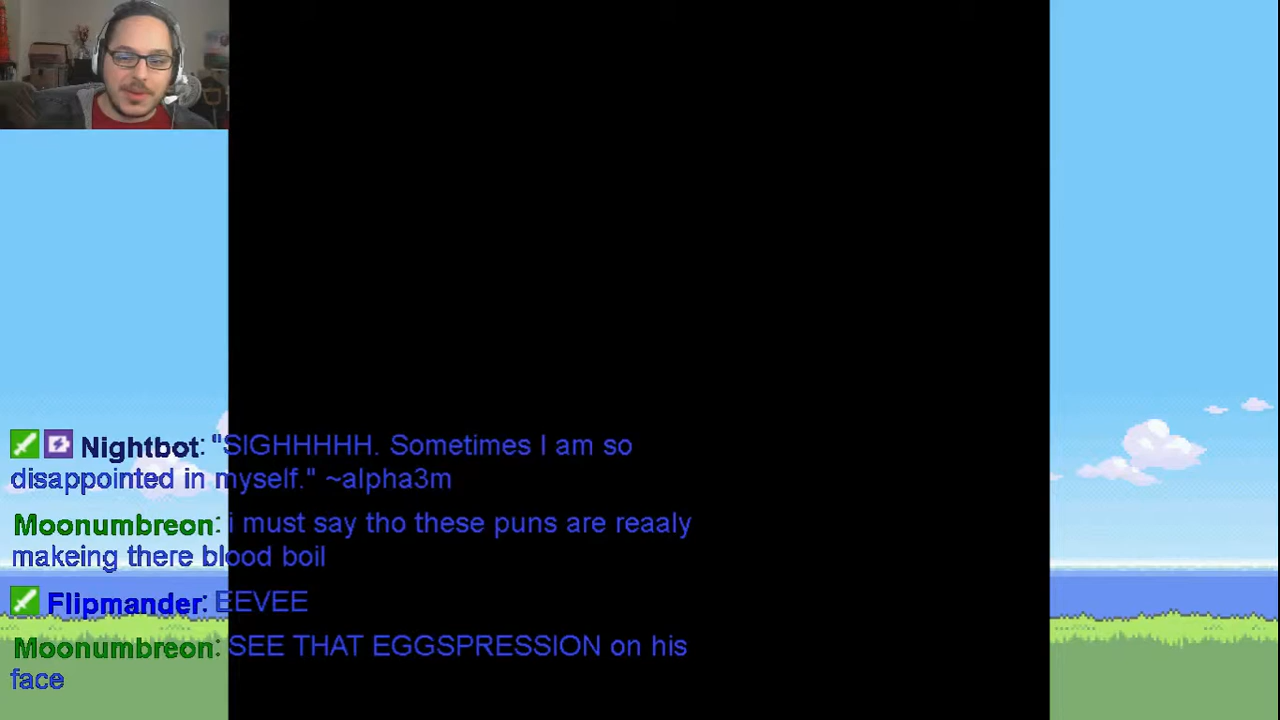 Nightbot: "SIGHHHHH. Sometimes I am so
disappointed in myself." ~alpha3m
Moonumbreon: i must say tho these puns are reaaly
makeing there blood boil
Flipmander: EEVEE
Moonumbreon: SEE THAT EGGSPRESSION on his
face